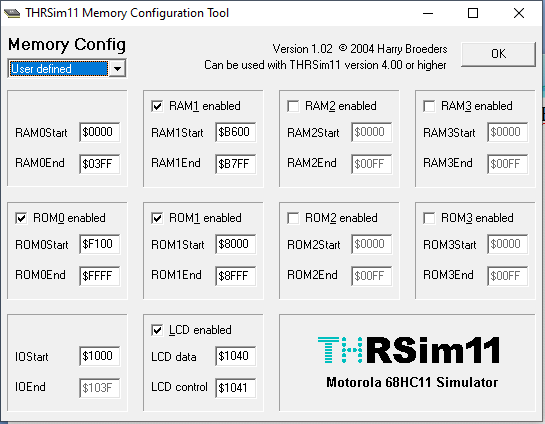 THRSim11 Memory Configuration Tool
Memory Config
Version 1.02 © 2004 Harry Broeders
Can be used with THRSim11 version 4.00 or higher
OK
User defined
RAM0Start $0000
RAM0End $03FF
RAM1 enabled
RAM1Start $B600
RAM1End $B7FF
RAM2 enabled
RAM2Start $0000
RAM2End $00FF
RAM3 enabled
RAM3Start $0000
RAM3End $00FF
ROM0 enabled
ROM0Start $F100
ROM0End $FFFF
ROM1 enabled
ROM1Start $8000
ROM1End $8FFF
ROM2 enabled
ROM2Start $0000
ROM2End $00FF
ROM3 enabled
ROM3Start $0000
ROM3End $00FF
IOStart $1000
IOEnd $103F
LCD enabled
LCD data $1040
LCD control $1041
THRSim11
Motorola 68HC11 Simulator